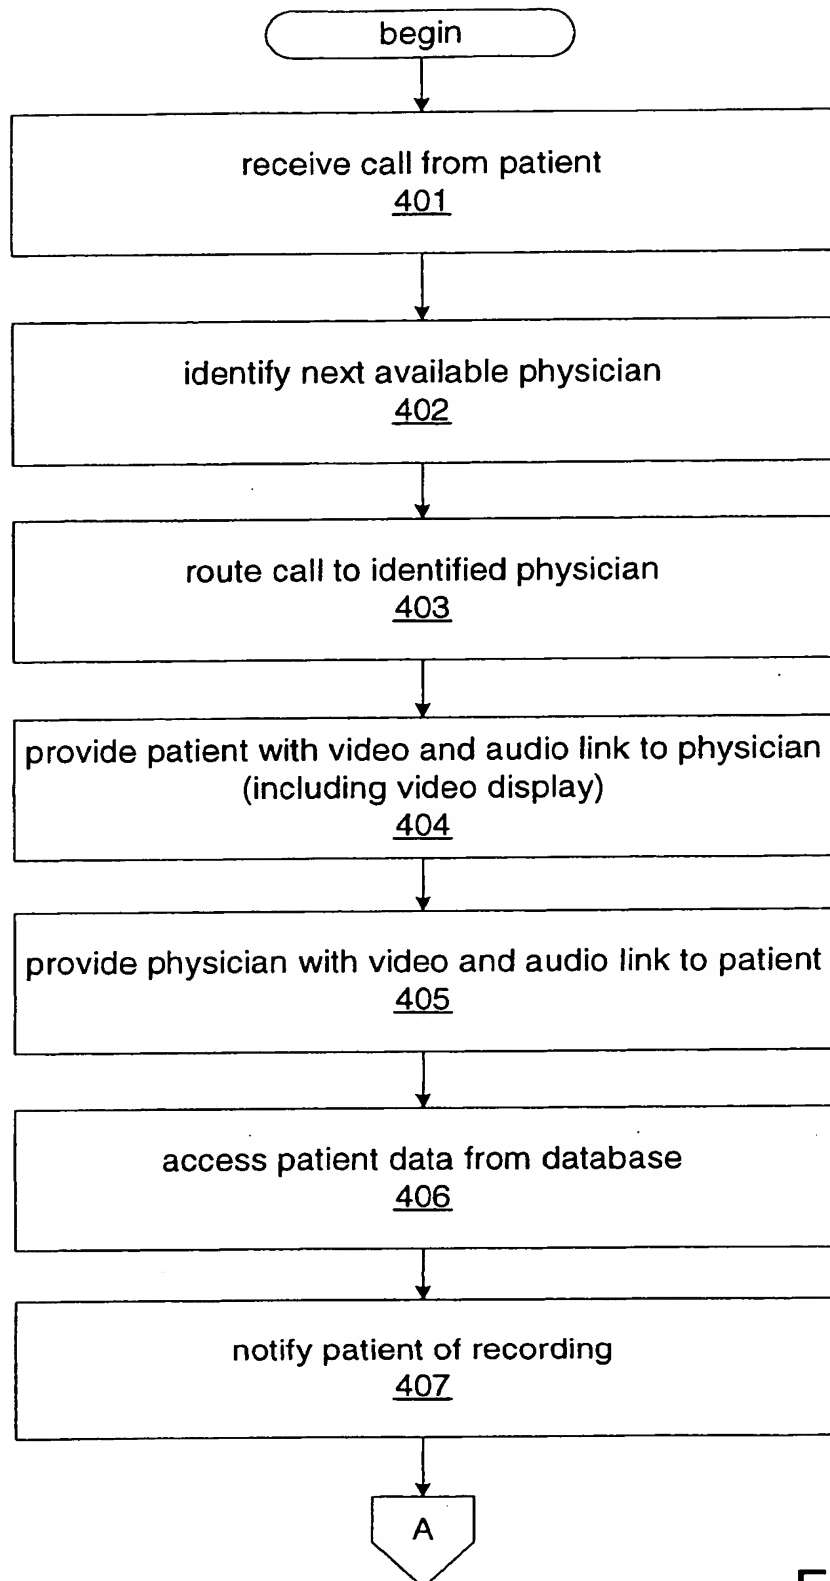 begin
receive call from patient
401
identify next available physician
402
route call to identified physician
403
provide patient with video and audio link to physician
(including video display)
404
provide physician with video and audio link to patient
405
access patient data from database
406
notify patient of recording
407
A